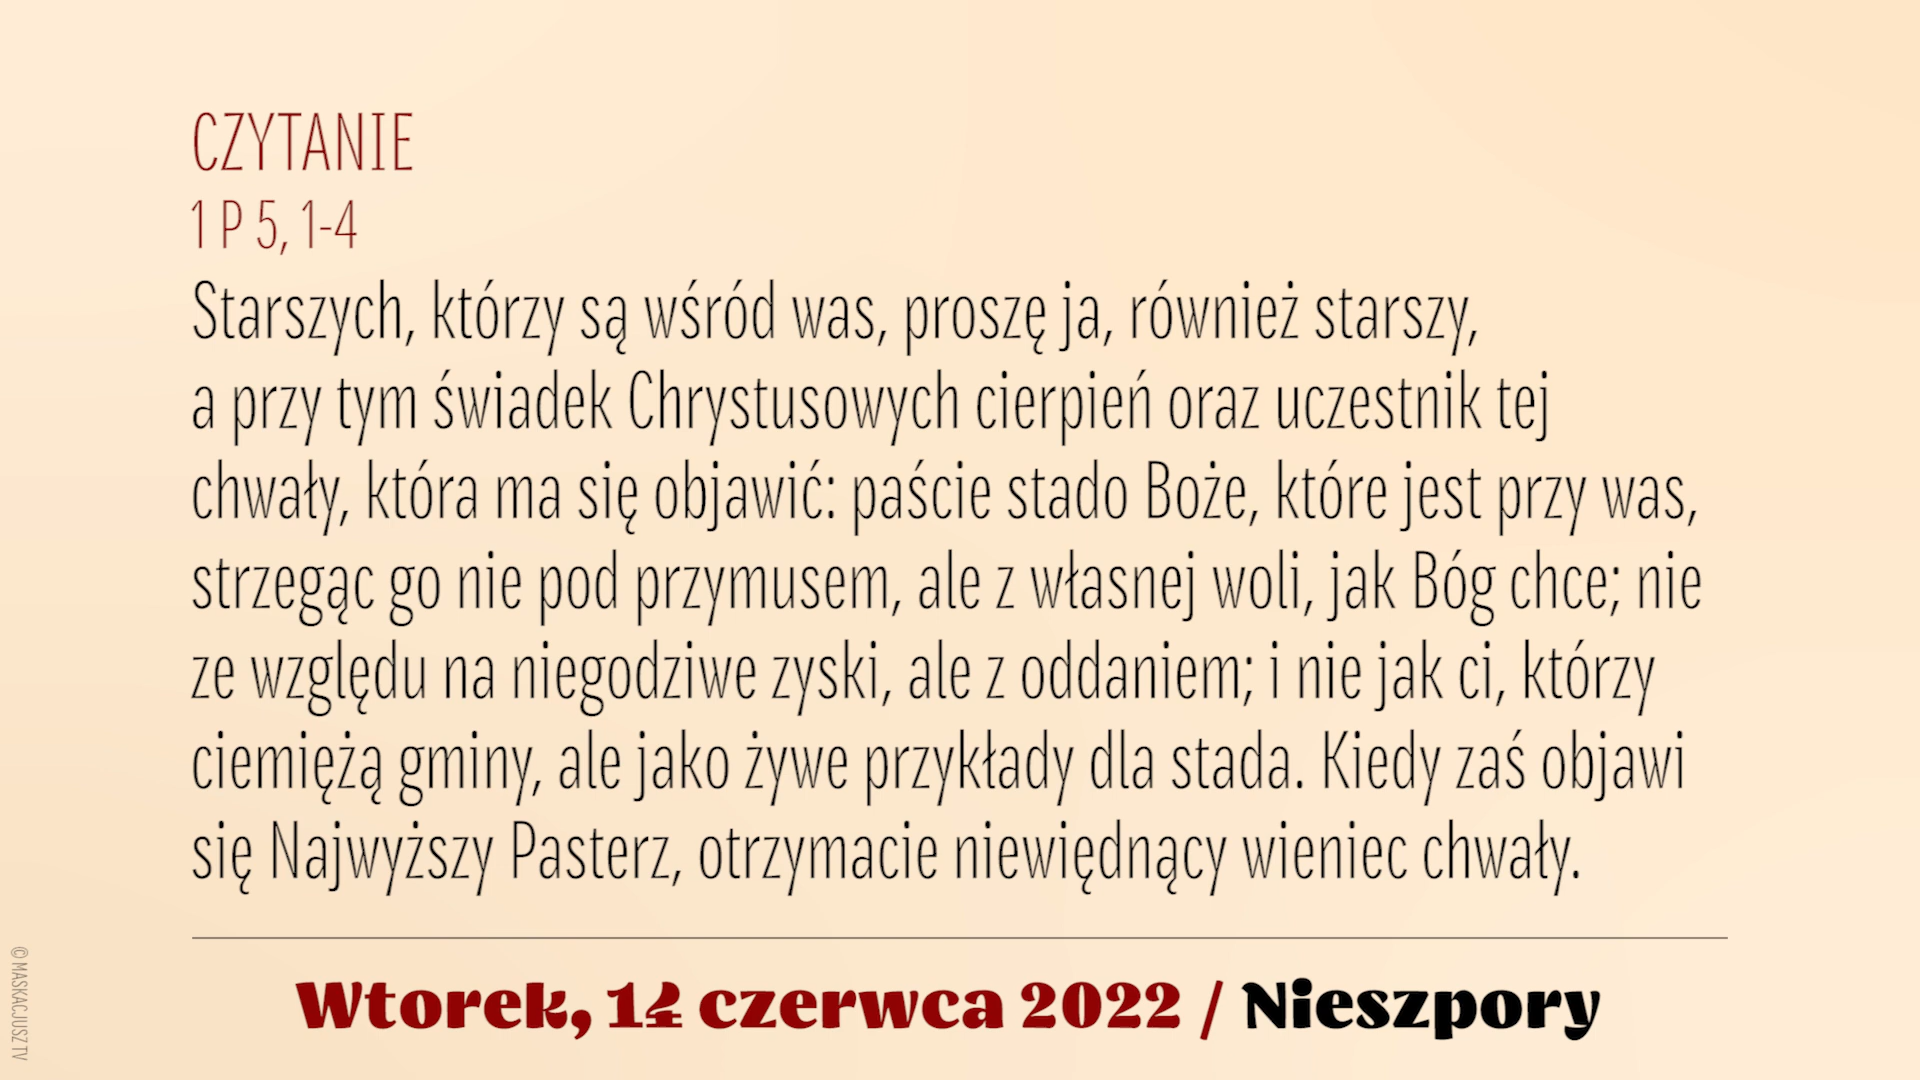 CZYTANIE
1 P 5, 1-4
Starszych, którzy są wśród was, proszę ja, również starszy,
a przy tym świadek Chrystusowych cierpień oraz uczestnik tej
chwały, która ma się objawić: paście stado Boże, które jest przy was,
strzegąc go nie pod przymusem, ale z własnej woli, jak Bóg chce; nie
ze względu na niegodziwe zyski, ale z oddaniem; i nie jak ci, którzy
ciemiężą gminy, ale jako żywe przykłady dla stada. Kiedy zaś objawi
się Najwyższy Pasterz, otrzymacie niewiędnący wieniec chwały.
Wtorek, 14 czerwca 2022 / Nieszpory
© MASKACJUSZ TV